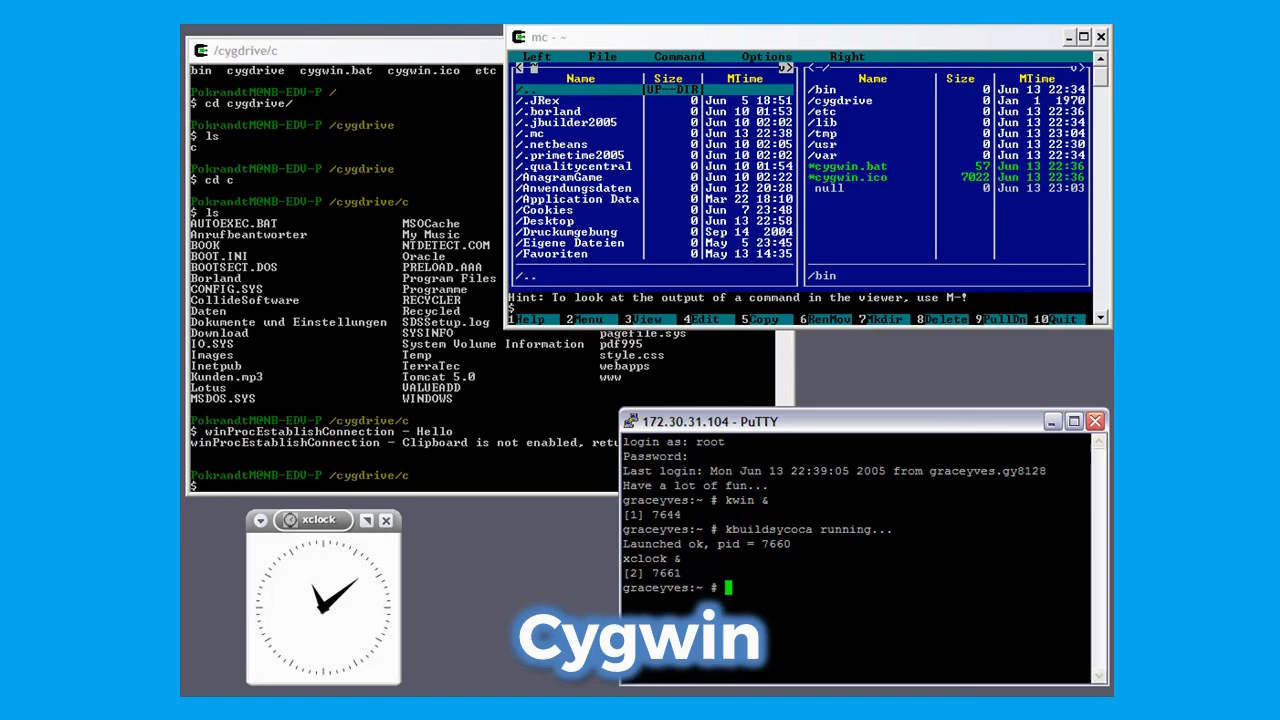 /cygdrive/c
bin cygdrive cygwin.bat cygwin.ico etc
PokrandtM@NB-EDV-P /
$ cd cygdrive/
PokrandtM@NB-EDV-P /cygdrive
$ ls
c
PokrandtM@NB-EDV-P /cygdrive
$ cd c
PokrandtM@NB-EDV-P /cygdrive/c
$ ls
AUTOEXEC.BAT MSOCache
Anrufbeantworter My Music
BOOK NTDETECT.COM
BOOT.INI Oracle
BOOTSECT.DOS PRELOAD.AAA
Borland Program Files
CONFIG.SYS Programme
CollideSoftware RECYCLER
Daten Recycled
Dokumente und Einstellungen SDSSetup.log
Download SYSINFO pagefile.sys
IO.SYS System Volume Information pdf995
Images Temp style.css
Inetpub TerraTec webapps
Kunden.mp3 Tomcat 5.0 www
Lotus VALUEADD
MSDOS.SYS WINDOWS
PokrandtM@NB-EDV-P /cygdrive/c
$ winProcEstablishConnection - Hello
winProcEstablishConnection - Clipboard is not enabled, retu
PokrandtM@NB-EDV-P /cygdrive/c
$
mc - ~
Left File Command Options Right
<~ v> </ v>
Name Size MTime Name Size MTime
/.. UP--DIR /bin 0 Jun 13 22:34
/.JRex 0 Jun 5 18:51 /cygdrive 0 Jan 1 1970
/.borland 0 Jun 10 01:53 /etc 0 Jun 13 22:34
/.jbuilder2005 0 Jun 10 02:02 /lib 0 Jun 13 22:34
/.mc 0 Jun 13 22:38 /tmp 0 Jun 13 23:04
/.netbeans 0 Jun 10 02:05 /usr 0 Jun 13 22:34
/.primetime2005 0 Jun 10 02:02 /var 0 Jun 13 22:34
/.qualitycentral 0 Jun 10 01:54 *cygwin.bat 57 Jun 13 22:36
/AnagranGame 0 Jun 10 02:22 *cygwin.ico 7022 Jun 13 22:36
/Anwendungsdaten 0 Jun 12 20:28 null 0 Jun 13 23:03
/Application Data 0 Mar 22 18:10
/Cookies 0 Jun 7 23:48
/Desktop 0 Jun 13 22:58
/Druckumgebung 0 Sep 14 2004
/Eigene Dateien 0 May 5 23:45
/Favoriten 0 May 13 14:35
/.. /bin
Hint: To look at the output of a command in the viewer, use M-!
$
1Help 2Menu 3View 4Edit 5Copy 6RenMov 7Mkdir 8Delete 9PullDn 10Quit
172.30.31.104 - PuTTY
login as: root
Password:
Last login: Mon Jun 13 22:39:05 2005 from graceyves.gy8128
Have a lot of fun...
graceyves:~ # kwin &
[1] 7644
graceyves:~ # kbuildsycoca running...
Launched ok, pid = 7660
xclock &
[2] 7661
graceyves:~ #
xclock
Cygwin